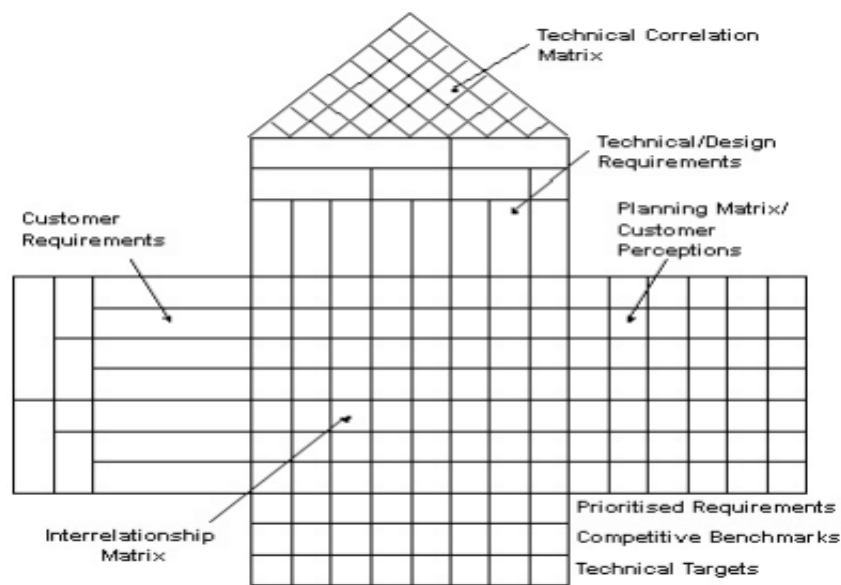 Technical Correlation
Matrix
Technical/Design
Requirements
Customer
Requirements
Planning Matrix/
Customer
Perceptions
Interrelationship
Matrix
Prioritised Requirements
Competitive Benchmarks
Technical Targets